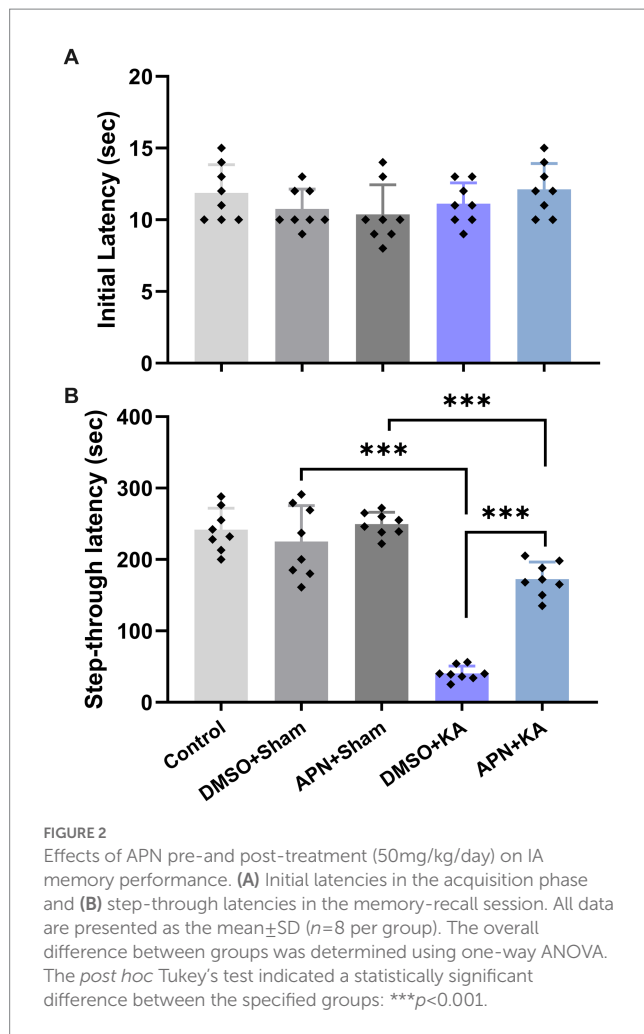 A
Initial Latency (sec)
20
15
10
5
0
B
Step-through latency (sec)
400
300
200
100
0
***
***
***
Control
DMSO+Sham
APN+Sham
DMSO+KA
APN+KA
FIGURE 2
Effects of APN pre-and post-treatment (50mg/kg/day) on IA
memory performance. (A) Initial latencies in the acquisition phase
and (B) step-through latencies in the memory-recall session. All data
are presented as the mean±SD (n=8 per group). The overall
difference between groups was determined using one-way ANOVA.
The post hoc Tukey's test indicated a statistically significant
difference between the specified groups: ***p<0.001.